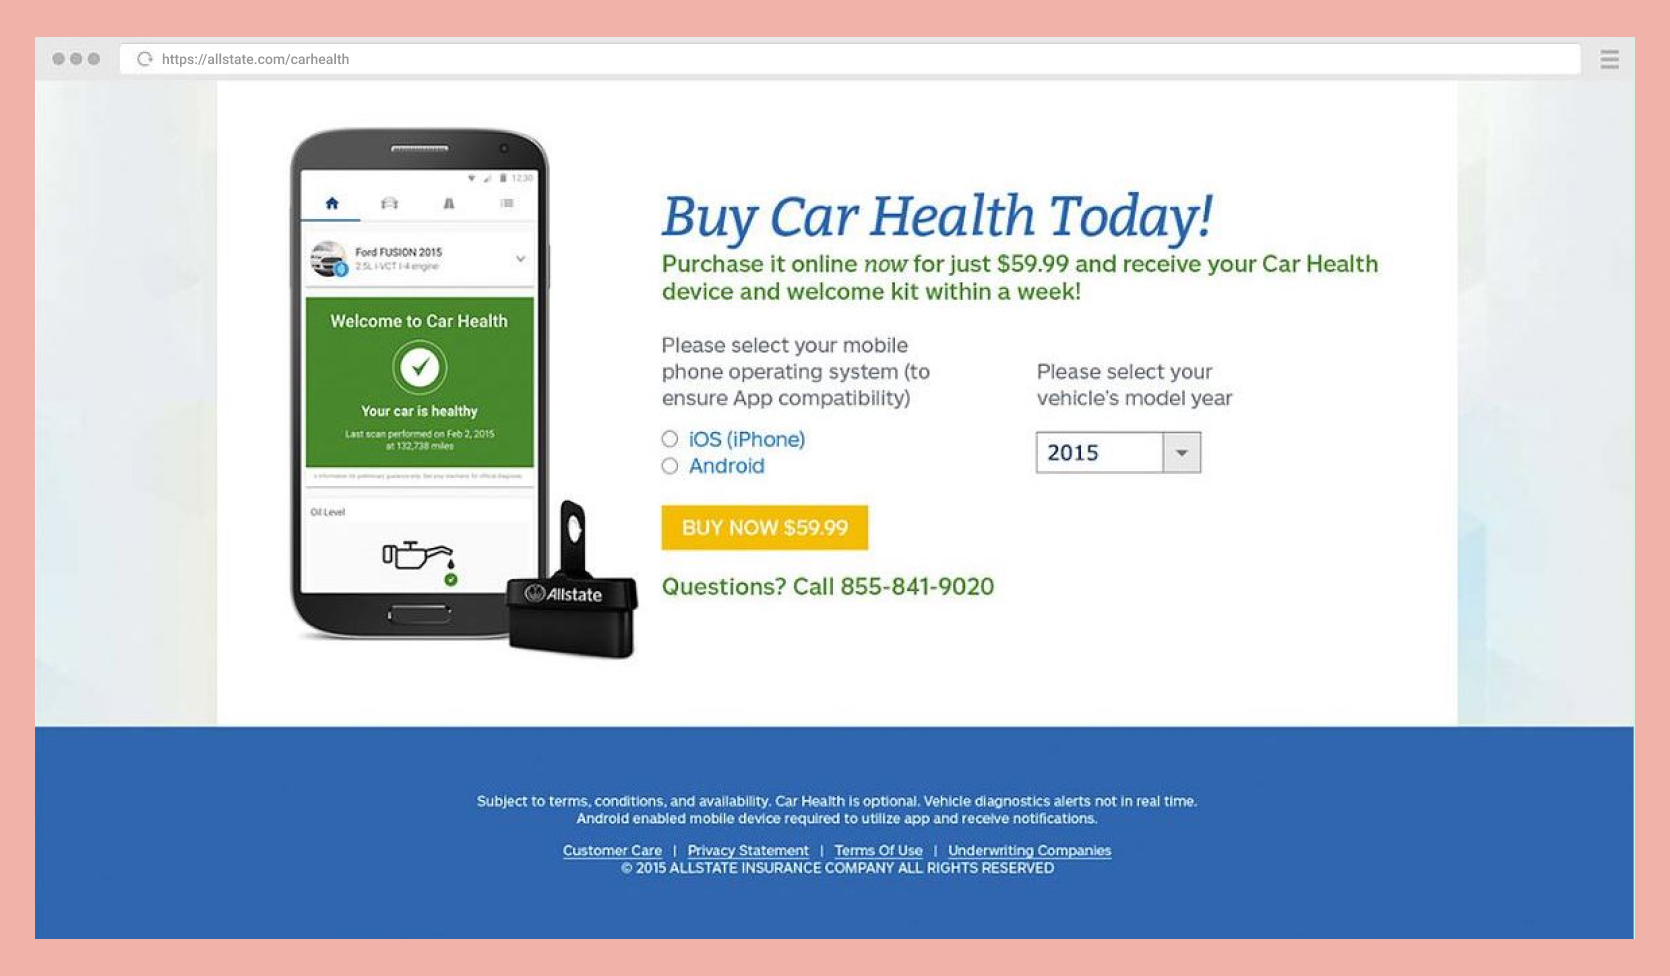 https://allstate.com/carhealth
12:30
Ford FUSION 2015
2.5L i-VCT I-4 engine
Welcome to Car Health
Your car is healthy
Last scan performed on Feb 2, 2015
at 132,738 miles
Oil Level
Allstate
Buy Car Health Today!
Purchase it online now for just $59.99 and receive your Car Health
device and welcome kit within a week!
Please select your mobile
phone operating system (to
ensure App compatibility)
iOS (iPhone)
Android
Please select your
vehicle's model year
2015
BUY NOW $59.99
Questions? Call 855-841-9020
Subject to terms, conditions, and availability. Car Health is optional. Vehicle diagnostics alerts not in real time.
Android enabled mobile device required to utilize app and receive notifications.
Customer Care | Privacy Statement | Terms Of Use | Underwriting Companies
© 2015 ALLSTATE INSURANCE COMPANY ALL RIGHTS RESERVED